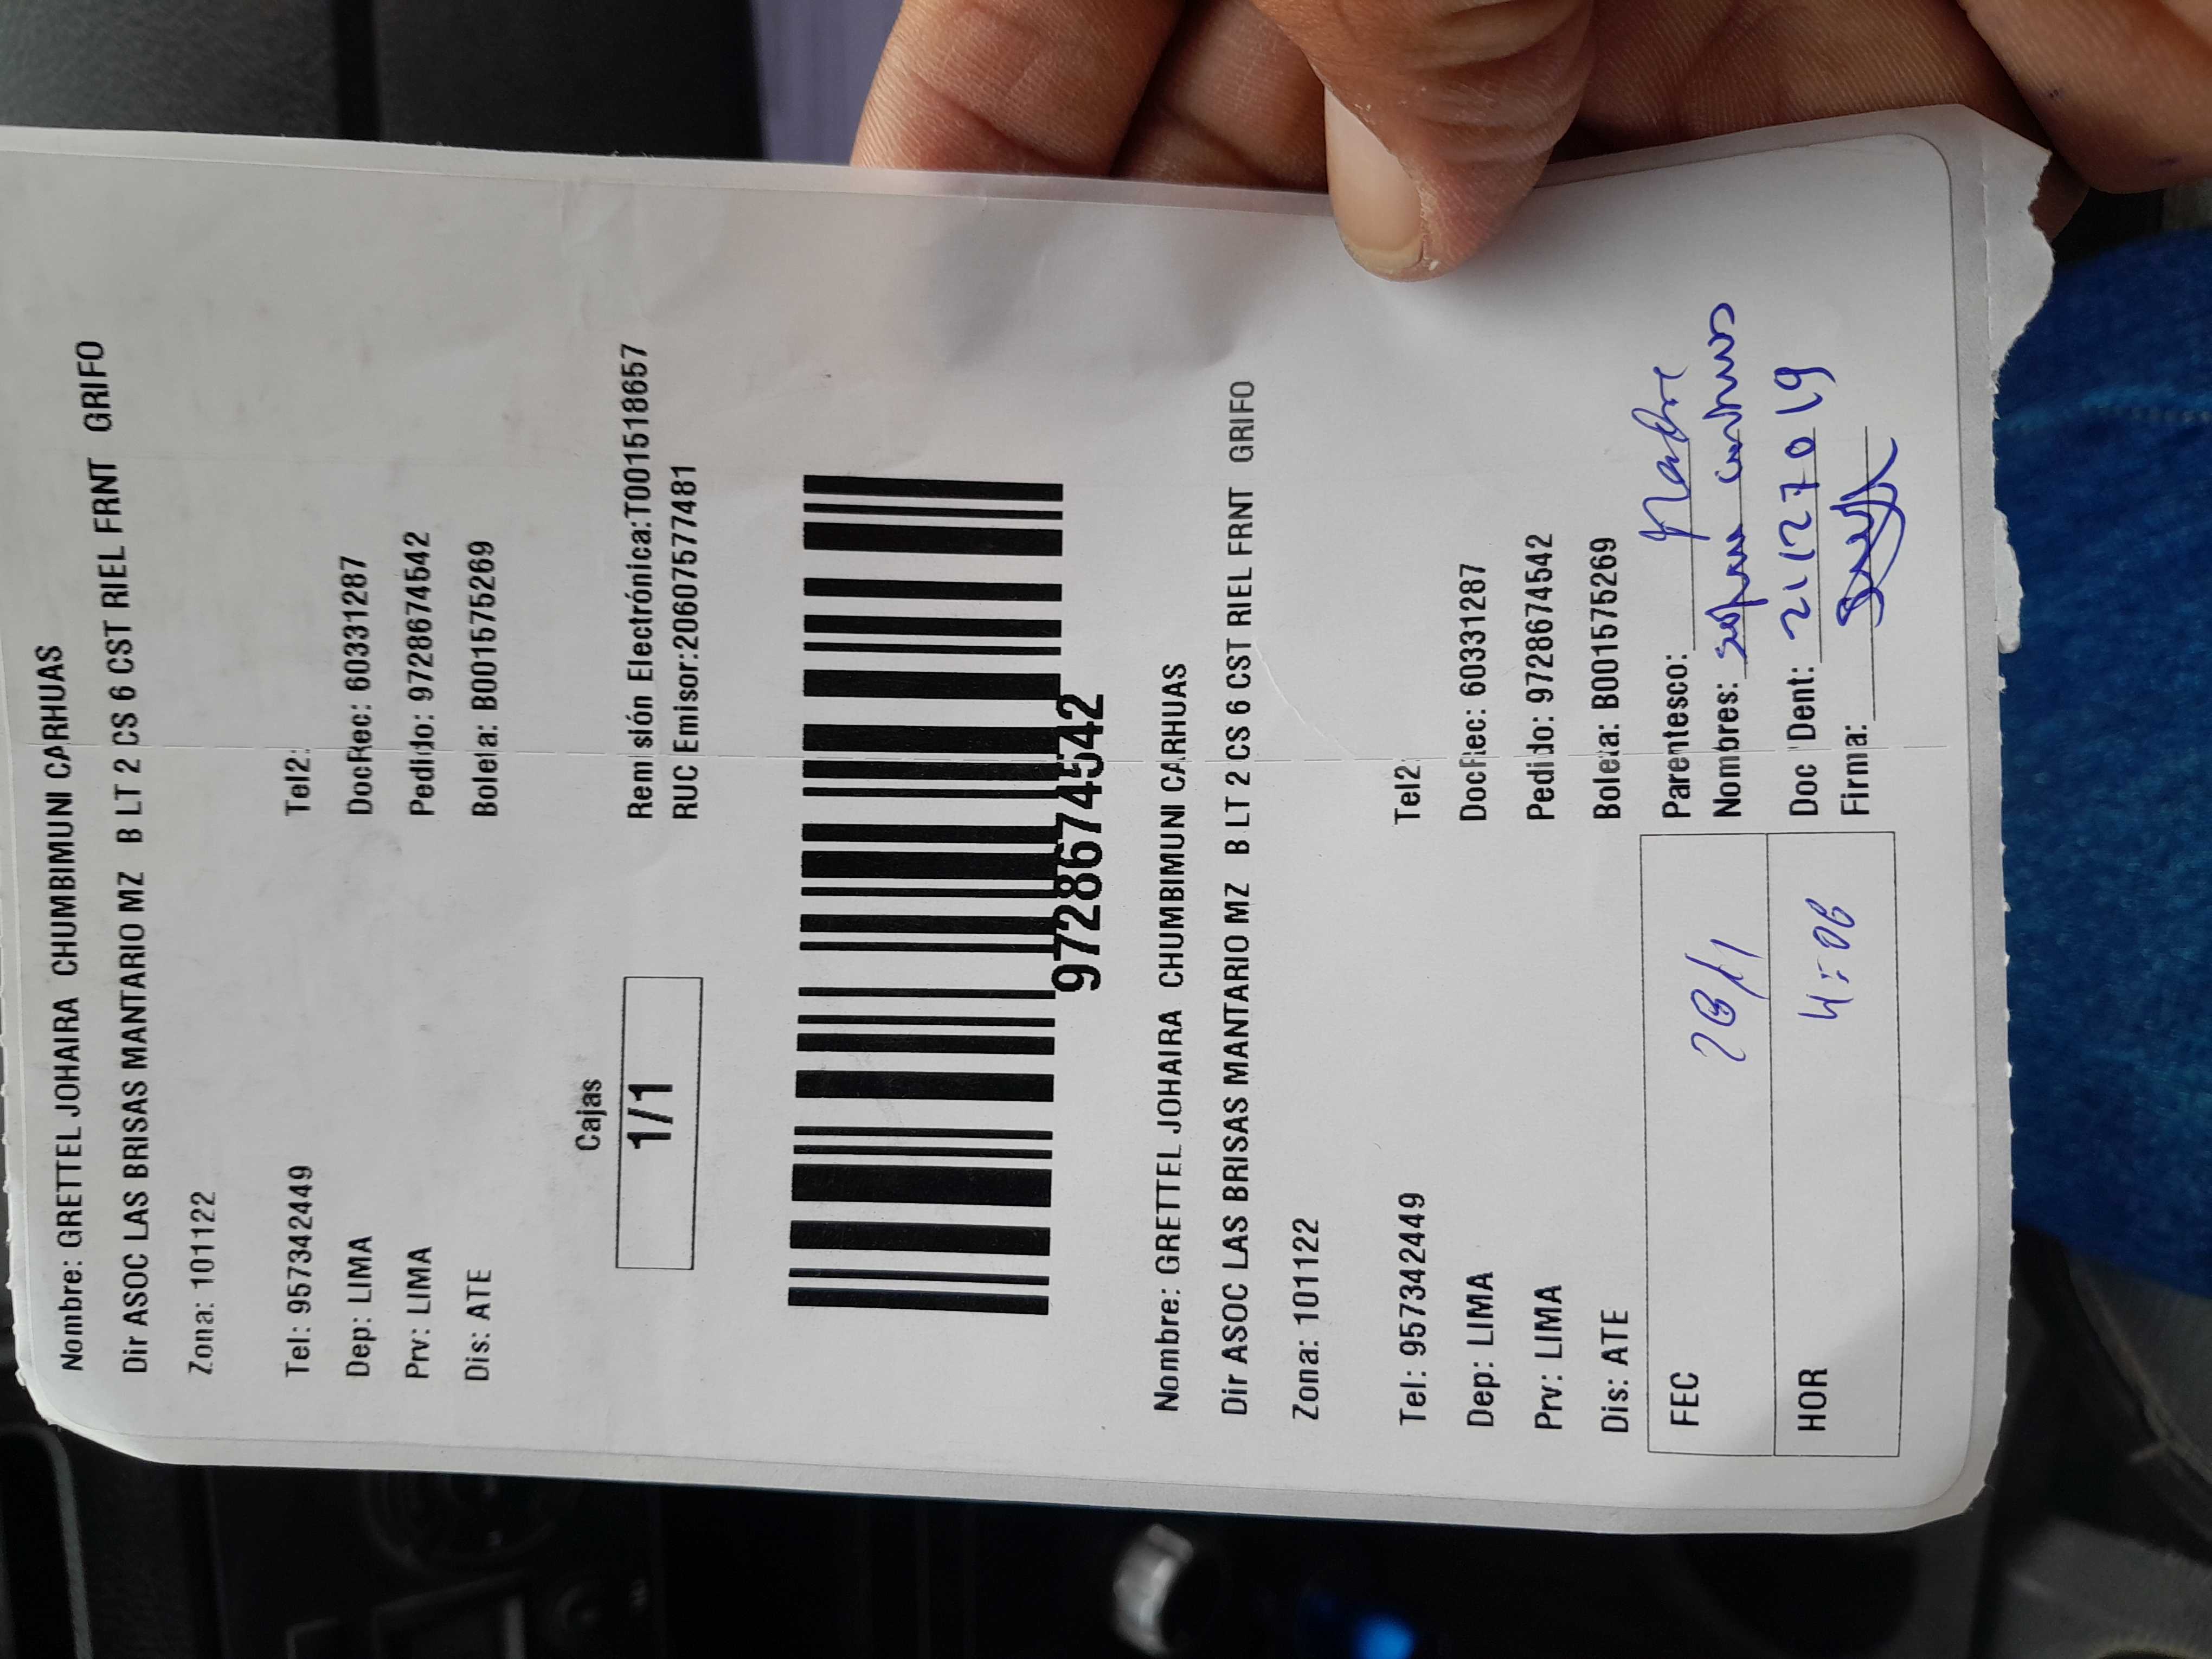 Nombre: GRETTEL JOHAIRA CHUMBIMUNI CARHUAS
Dir ASOC LAS BRISAS MANTARIO MZ B LT 2 CS 6 CST RIEL FRNT GRIFO
Zona: 101122
Tel: 957342449 Tel2:
Dep: LIMA DocRec: 60331287
Prv: LIMA Pedido: 9728674542
Dis: ATE Boleta: B001575269
Cajas
1/1
Remisión Electrónica:T001518657
RUC Emisor:20607577481
9728674542
Nombre: GRETTEL JOHAIRA CHUMBIMUNI CARHUAS
Dir ASOC LAS BRISAS MANTARIO MZ B LT 2 CS 6 CST RIEL FRNT GRIFO
Zona: 101122
Tel: 957342449 Tel2:
Dep: LIMA DocRec: 60331287
Prv: LIMA Pedido: 9728674542
Dis: ATE Boleta: B001575269
FEC Parentesco: Madre
Nombres:
HOR Doc Dent: 21127019
Firma: